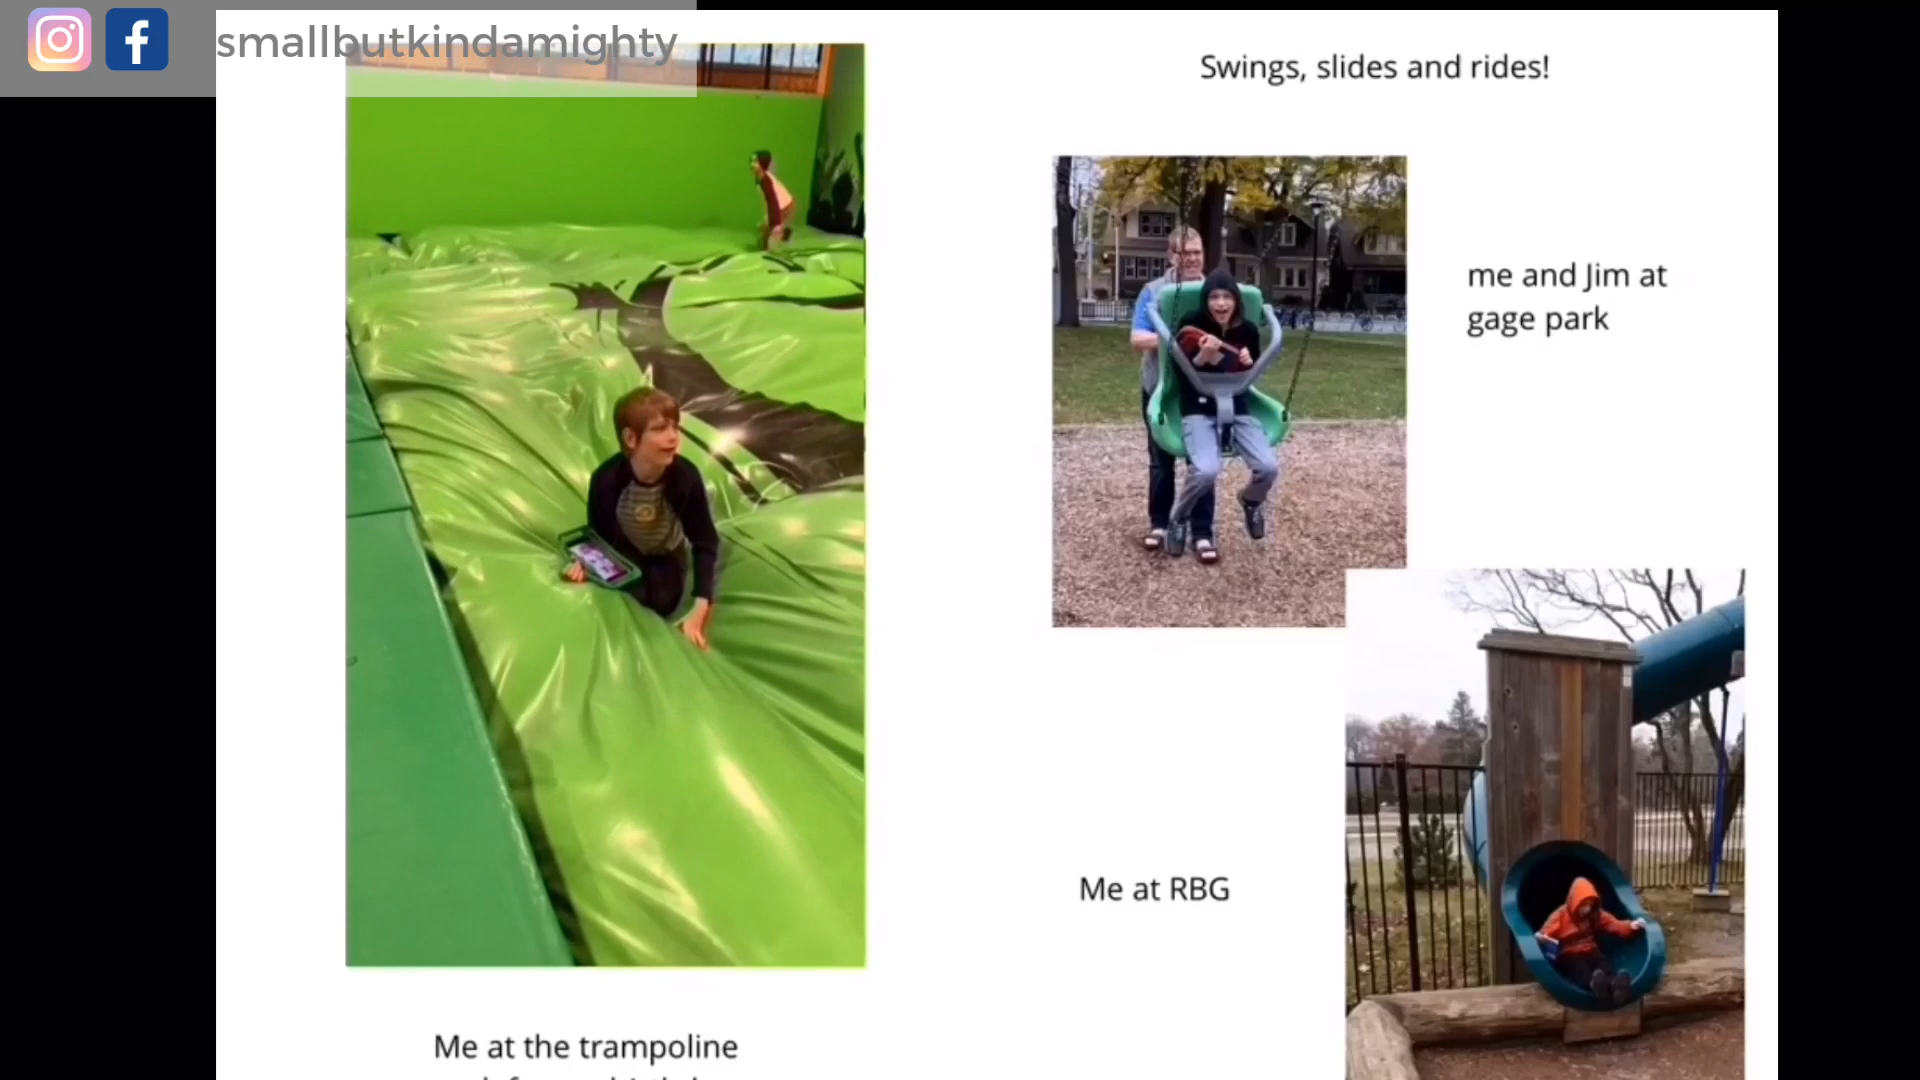 smallbutkindamighty
Swings, slides and rides!
me and Jim at
gage park
Me at RBG
Me at the trampoline